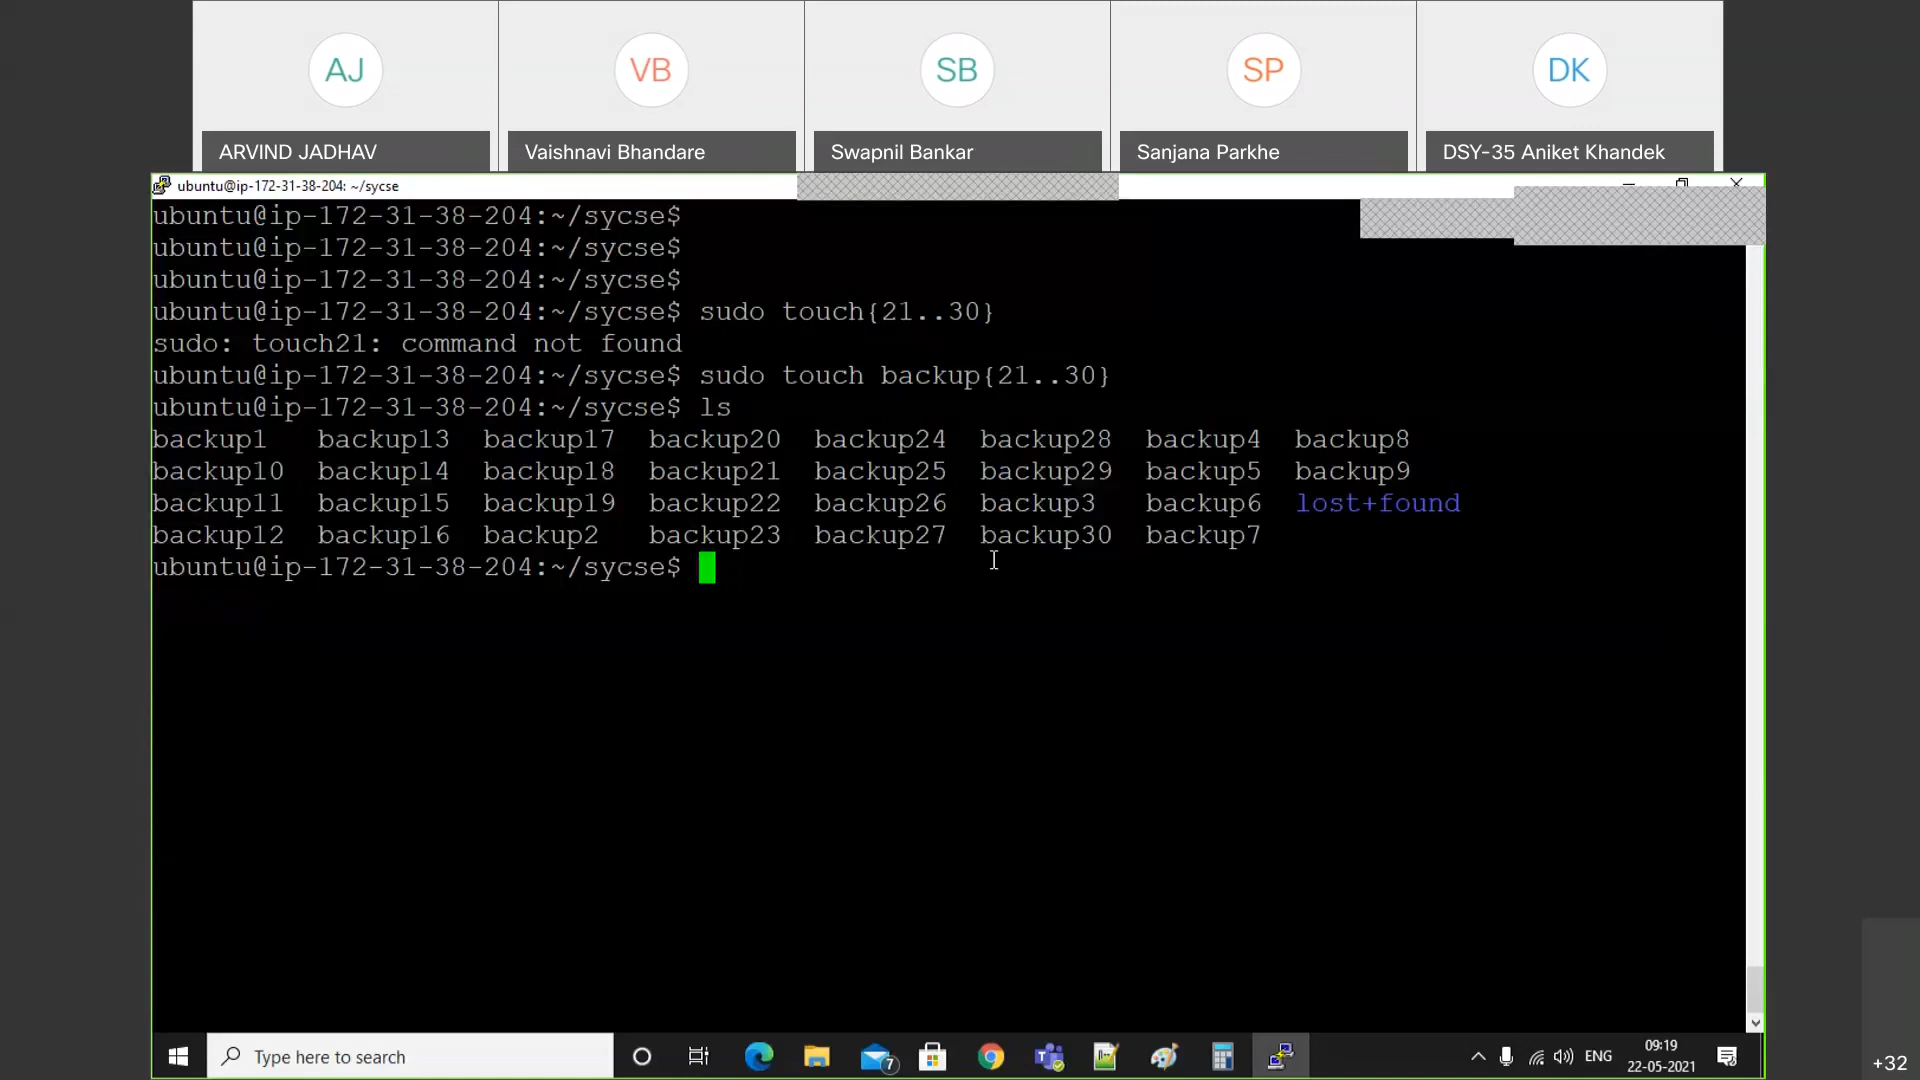 AJ VB SB SP DK
ARVIND JADHAV Vaishnavi Bhandare Swapnil Bankar Sanjana Parkhe DSY-35 Aniket Khandek
ubuntu@ip-172-31-38-204: ~/sycse
ubuntu@ip-172-31-38-204:~/sycse$
ubuntu@ip-172-31-38-204:~/sycse$
ubuntu@ip-172-31-38-204:~/sycse$
ubuntu@ip-172-31-38-204:~/sycse$ sudo touch{21..30}
sudo: touch21: command not found
ubuntu@ip-172-31-38-204:~/sycse$ sudo touch backup{21..30}
ubuntu@ip-172-31-38-204:~/sycse$ ls
backup1 backup13 backup17 backup20 backup24 backup28 backup4 backup8
backup10 backup14 backup18 backup21 backup25 backup29 backup5 backup9
backup11 backup15 backup19 backup22 backup26 backup3 backup6 lost+found
backup12 backup16 backup2 backup23 backup27 backup30 backup7
ubuntu@ip-172-31-38-204:~/sycse$
Type here to search 7 ENG 09:19
22-05-2021
+32